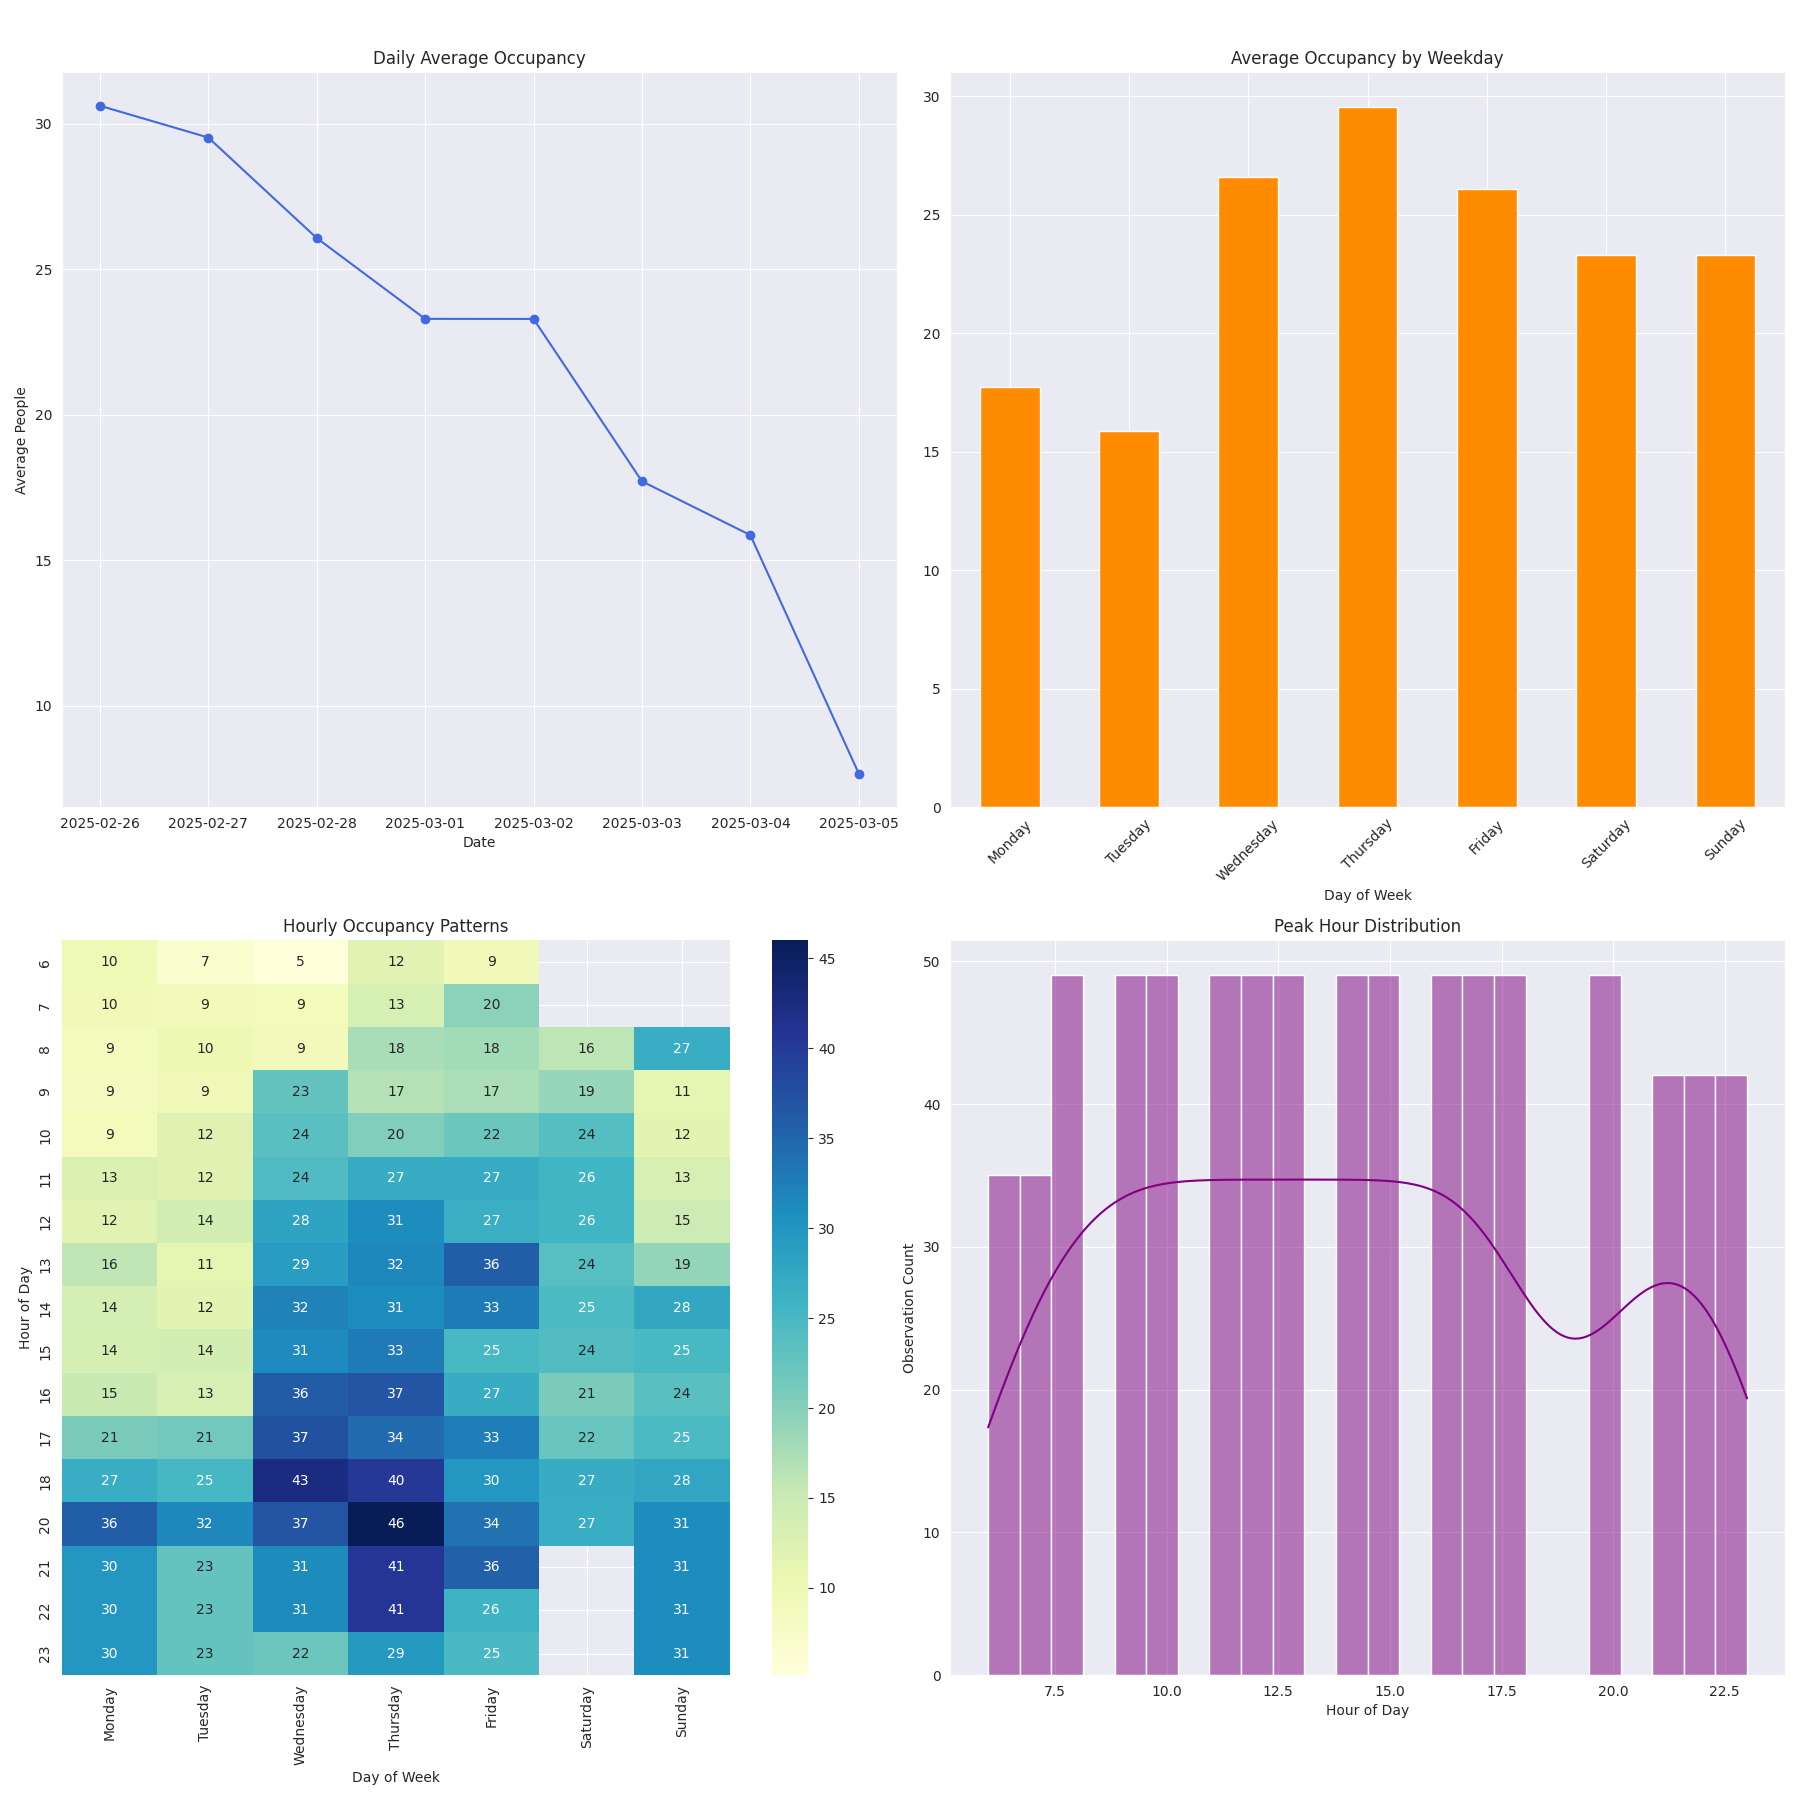 Daily Average Occupancy
30
25
20
15
10
Average People
2025-02-26 2025-02-27 2025-02-28 2025-03-01 2025-03-02 2025-03-03 2025-03-04 2025-03-05
Date
Average Occupancy by Weekday
30
25
20
15
10
5
0
Monday Tuesday Wednesday Thursday Friday Saturday Sunday
Day of Week
Hourly Occupancy Patterns
Hour of Day
6 10 7 5 12 9
7 10 9 9 13 20
8 9 10 9 18 18 16 27
9 9 9 23 17 17 19 11
10 9 12 24 20 22 24 12
11 13 12 24 27 27 26 13
12 12 14 28 31 27 26 15
13 16 11 29 32 36 24 19
14 14 12 32 31 33 25 28
15 14 14 31 33 25 24 25
16 15 13 36 37 27 21 24
17 21 21 37 34 33 22 25
18 27 25 43 40 30 27 28
20 36 32 37 46 34 27 31
21 30 23 31 41 36 31
22 30 23 31 41 26 31
23 30 23 22 29 25 31
Monday Tuesday Wednesday Thursday Friday Saturday Sunday
Day of Week
45
40
35
30
25
20
15
10
Peak Hour Distribution
50
40
30
20
10
0
Observation Count
7.5 10.0 12.5 15.0 17.5 20.0 22.5
Hour of Day